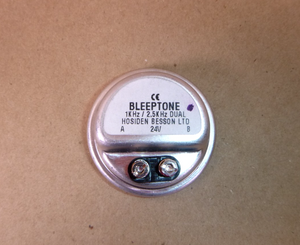 CE
BLEEPTONE
1KHz / 2.5KHz DUAL
HOSIDEN BESSON LTD
A 24V B